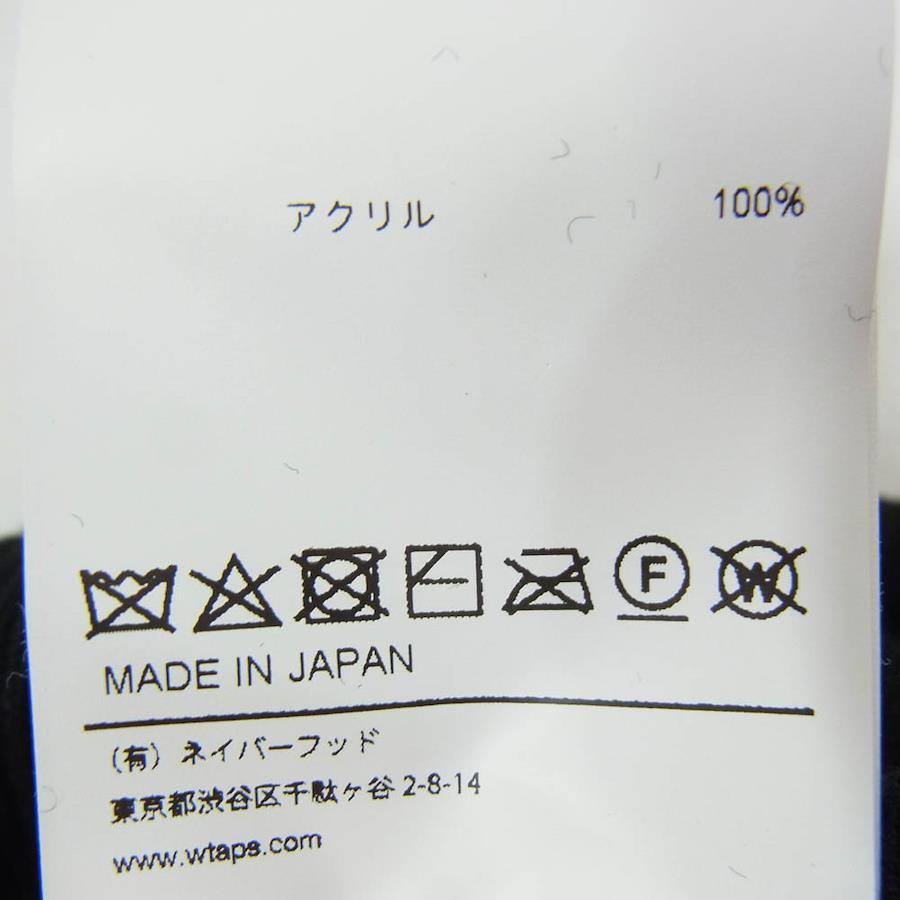 アクリル 100%
F W
MADE IN JAPAN
(有) ネイバーフッド
東京都渋谷区千駄ヶ谷 2-8-14
www.wtaps.com